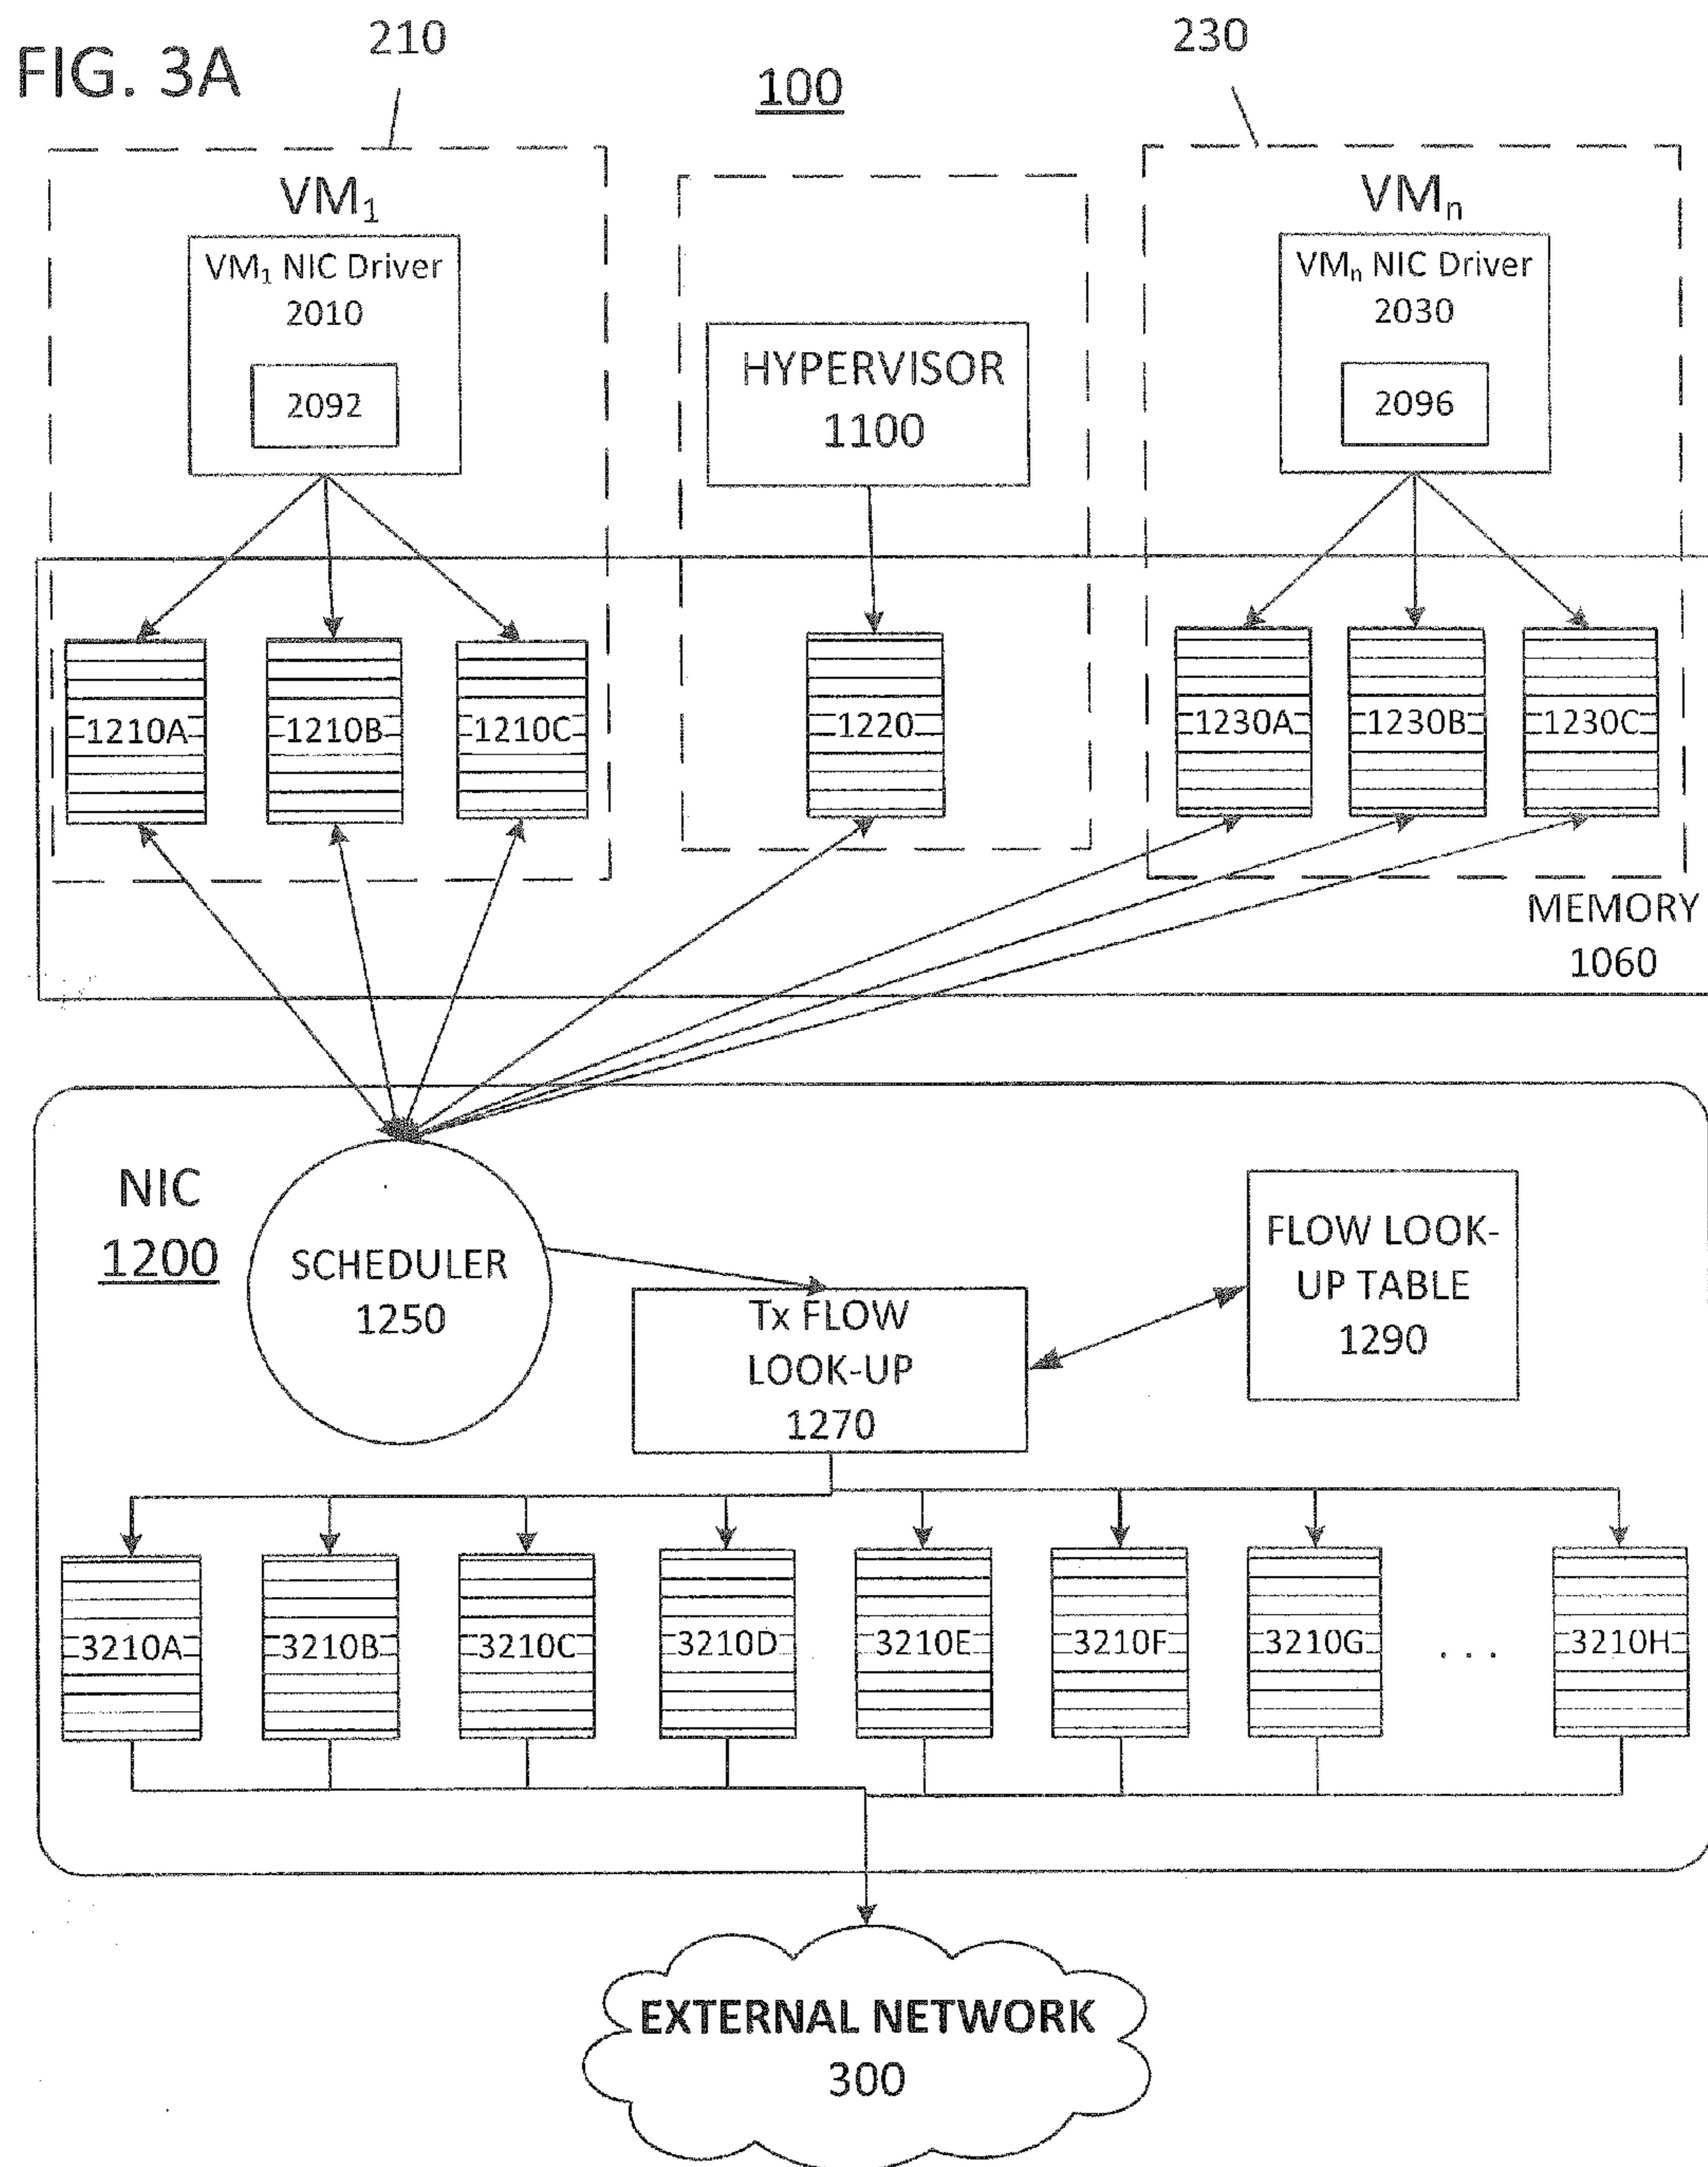 FIG. 3A
210
100
230
VM₁
VM₁ NIC Driver
2010
2092
HYPERVISOR
1100
VMₙ
VMₙ NIC Driver
2030
2096
1210A
1210B
1210C
1220
1230A
1230B
1230C
MEMORY
1060
NIC
1200
SCHEDULER
1250
Tx FLOW
LOOK-UP
1270
FLOW LOOK-
UP TABLE
1290
3210A
3210B
3210C
3210D
3210E
3210F
3210G
. . .
3210H
EXTERNAL NETWORK
300